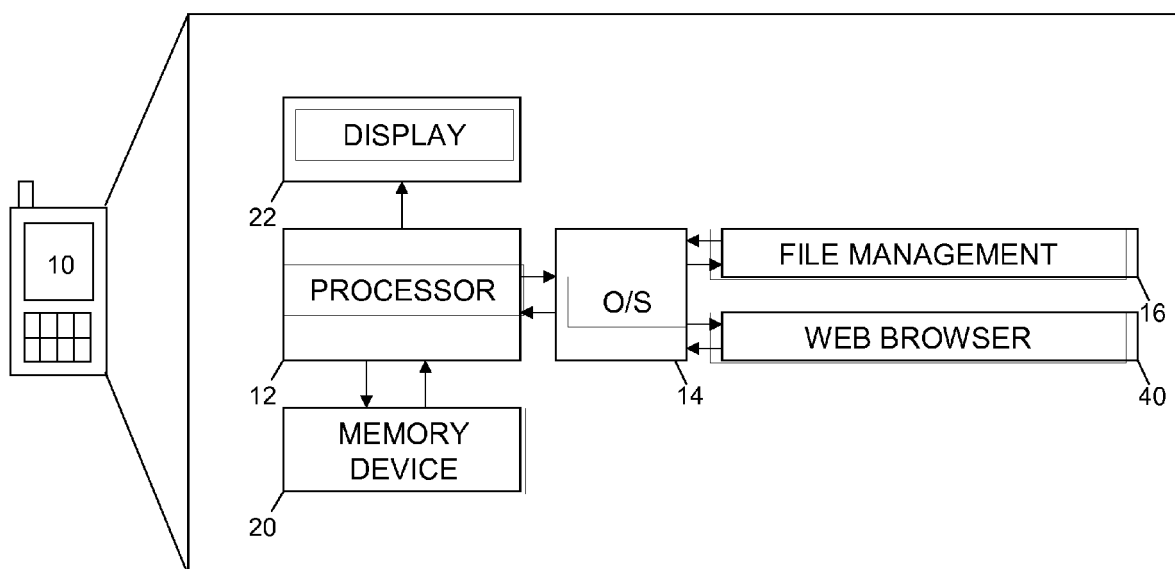 DISPLAY
22
10
PROCESSOR
12
O/S
14
FILE MANAGEMENT
16
WEB BROWSER
40
MEMORY
DEVICE
20